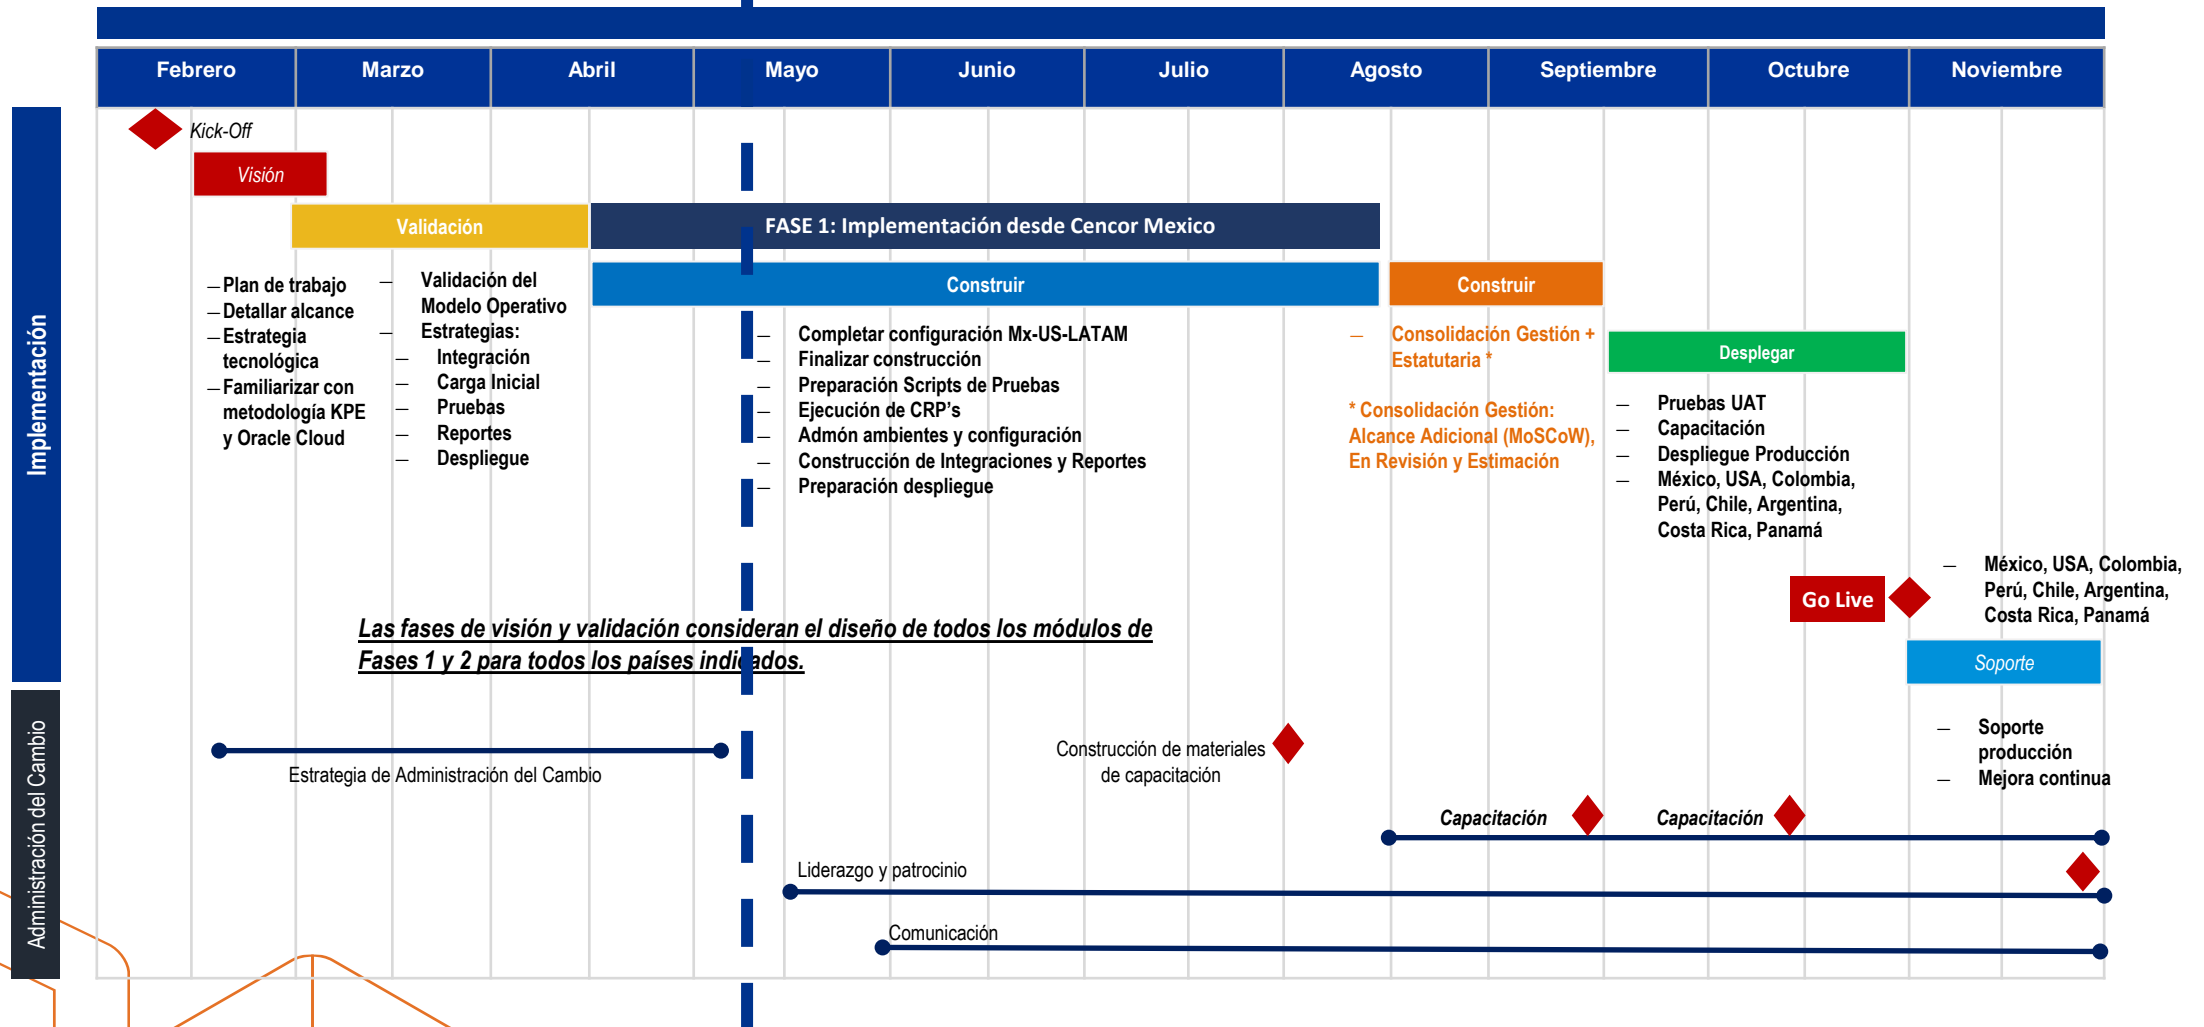 Febrero
Marzo
Abril
Mayo
Junio
Julio
Agosto
Septiembre
Octubre
Noviembre
Implementación
Kick-Off
Visión
Validación
FASE 1: Implementación desde Cencor Mexico
Construir
Construir
Desplegar
— Plan de trabajo
— Detallar alcance
— Estrategia
tecnológica
— Familiarizar con
metodología KPE
y Oracle Cloud
— Validación del
Modelo Operativo
— Estrategias:
— Integración
— Carga Inicial
— Pruebas
— Reportes
— Despliegue
— Completar configuración Mx-US-LATAM
— Finalizar construcción
— Preparación Scripts de Pruebas
— Ejecución de CRP's
— Admón ambientes y configuración
— Construcción de Integraciones y Reportes
— Preparación despliegue
— Consolidación Gestión +
Estatutaria *
* Consolidación Gestión:
Alcance Adicional (MoSCoW),
En Revisión y Estimación
— Pruebas UAT
— Capacitación
— Despliegue Producción
— México, USA, Colombia,
Perú, Chile, Argentina,
Costa Rica, Panamá
Go Live
— México, USA, Colombia,
Perú, Chile, Argentina,
Costa Rica, Panamá
Las fases de visión y validación consideran el diseño de todos los módulos de
Fases 1 y 2 para todos los países indicados.
Soporte
— Soporte
producción
— Mejora continua
Administración del Cambio
Estrategia de Administración del Cambio
Construcción de materiales
de capacitación
Capacitación
Capacitación
Liderazgo y patrocinio
Comunicación